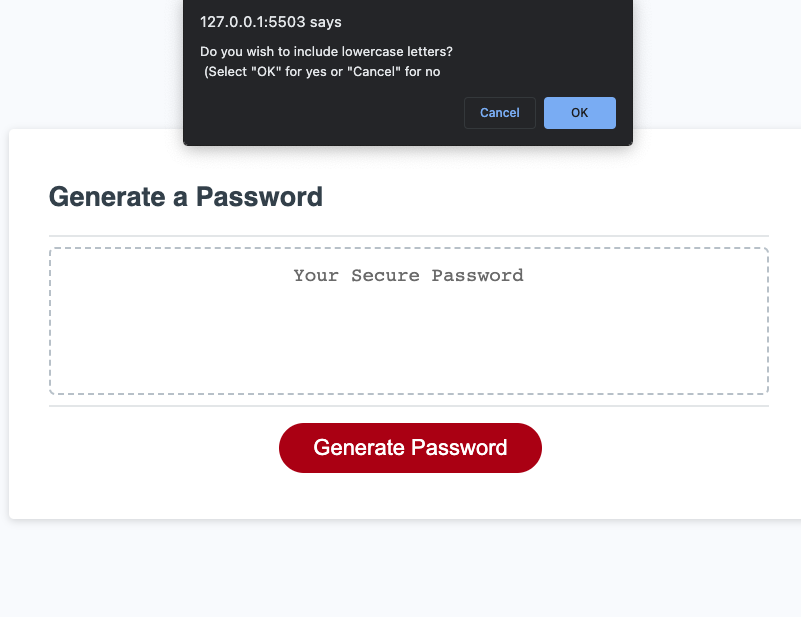 127.0.0.1:5503 says
Do you wish to include lowercase letters?
(Select "OK" for yes or "Cancel" for no
Cancel
OK
Generate a Password
Your Secure Password
Generate Password